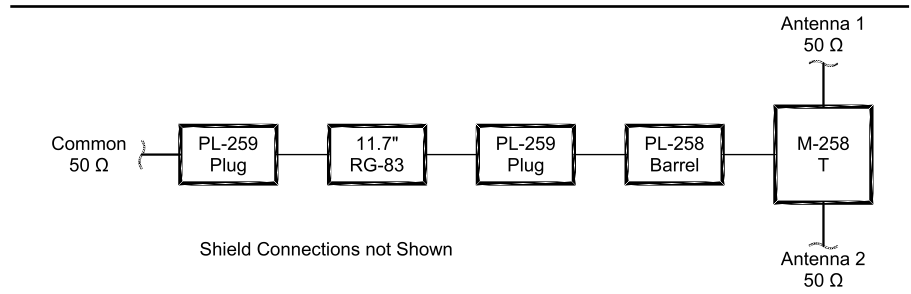 Antenna 1
50 Ω
Common
50 Ω
PL-259
Plug
11.7"
RG-83
PL-259
Plug
PL-258
Barrel
M-258
T
Shield Connections not Shown
Antenna 2
50 Ω